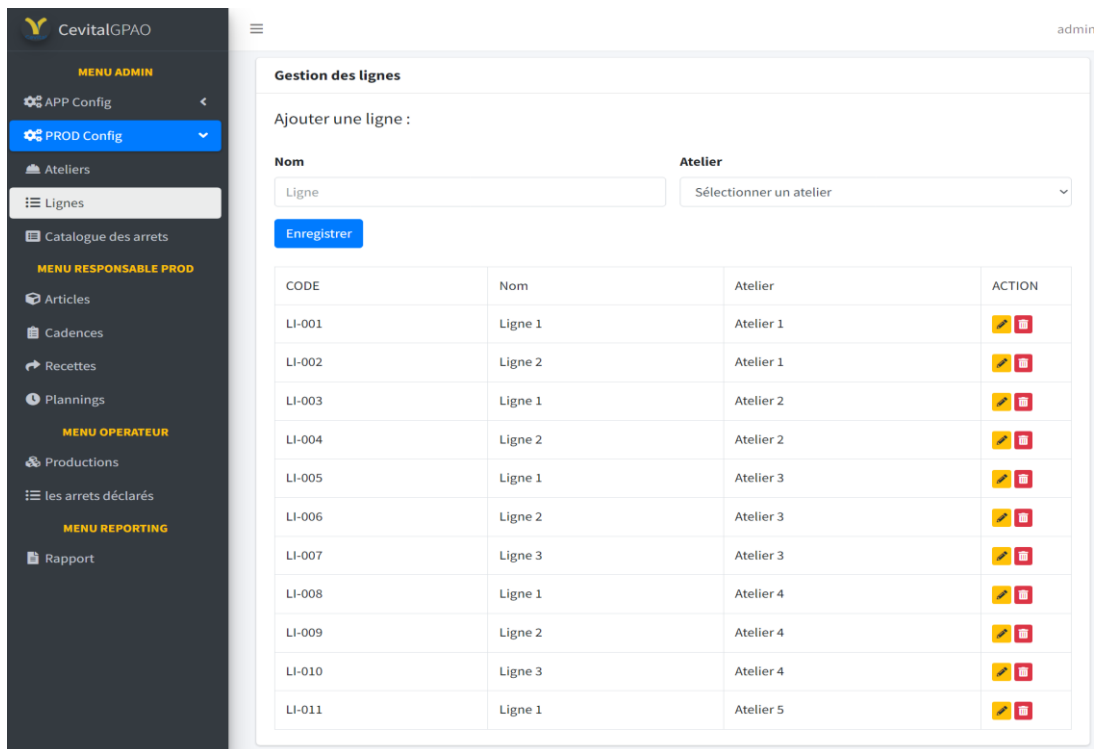 CevitalGPAO
admin
MENU ADMIN
APP Config
PROD Config
Ateliers
Lignes
Catalogue des arrets
MENU RESPONSABLE PROD
Articles
Cadences
Recettes
Plannings
MENU OPERATEUR
Productions
les arrets déclarés
MENU REPORTING
Rapport
Gestion des lignes
Ajouter une ligne :
Nom Atelier
Ligne Sélectionner un atelier
Enregistrer
CODE Nom Atelier ACTION
LI-001 Ligne 1 Atelier 1
LI-002 Ligne 2 Atelier 1
LI-003 Ligne 1 Atelier 2
LI-004 Ligne 2 Atelier 2
LI-005 Ligne 1 Atelier 3
LI-006 Ligne 2 Atelier 3
LI-007 Ligne 3 Atelier 3
LI-008 Ligne 1 Atelier 4
LI-009 Ligne 2 Atelier 4
LI-010 Ligne 3 Atelier 4
LI-011 Ligne 1 Atelier 5